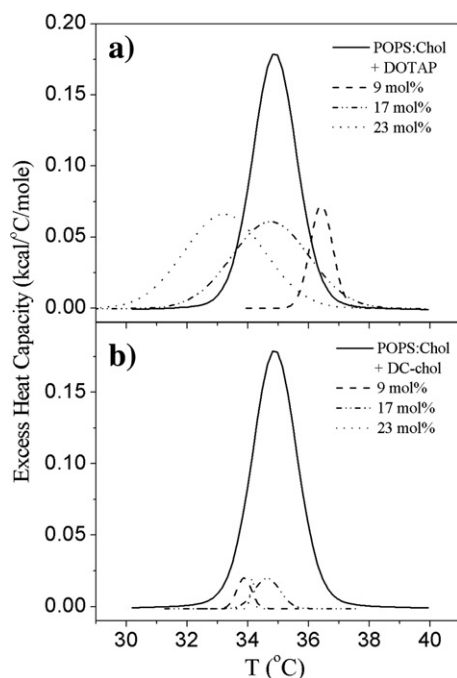 Excess Heat Capacity (kcal/°C/mole)
a)
0.20
0.15
0.10
0.05
0.00
POPS:Chol
+ DOTAP
9 mol%
17 mol%
23 mol%
b)
0.15
0.10
0.05
0.00
POPS:Chol
+ DC-chol
9 mol%
17 mol%
23 mol%
30 32 34 36 38 40
T (°C)